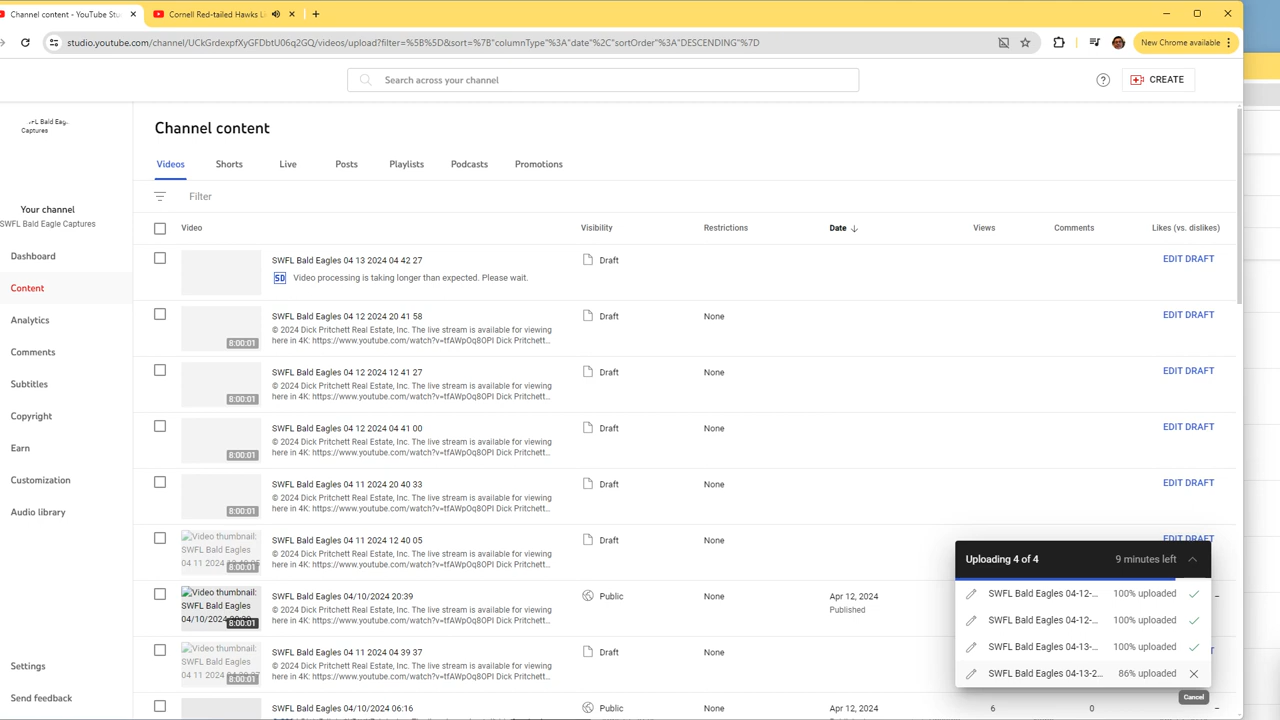 Channel content - YouTube Stu
Cornell Red-tailed Hawks L
studio.youtube.com/channel/UCkGrdexpfXyGFDbtU06q2GQ/videos/upload?filter=%5B%5D&sort=%7B"columnType"%3A"date"%2C"sortOrder"%3A"DESCENDING"%7D
New Chrome available
Search across your channel
CREATE
SWFL Bald Eag.
Captures
Your channel
SWFL Bald Eagle Captures
Dashboard
Content
Analytics
Comments
Subtitles
Copyright
Earn
Customization
Audio library
Settings
Send feedback
Channel content
Videos Shorts Live Posts Playlists Podcasts Promotions
Filter
Video Visibility Restrictions Date Views Comments Likes (vs. dislikes)
SWFL Bald Eagles 04 13 2024 04 42 27 Draft EDIT DRAFT
SD Video processing is taking longer than expected. Please wait.
SWFL Bald Eagles 04 12 2024 20 41 58 Draft None EDIT DRAFT
© 2024 Dick Pritchett Real Estate, Inc. The live stream is available for viewing
8:00:01 here in 4K: https://www.youtube.com/watch?v=tfAWpOq8OPI Dick Pritchett...
SWFL Bald Eagles 04 12 2024 12 41 27 Draft None EDIT DRAFT
© 2024 Dick Pritchett Real Estate, Inc. The live stream is available for viewing
8:00:01 here in 4K: https://www.youtube.com/watch?v=tfAWpOq8OPI Dick Pritchett...
SWFL Bald Eagles 04 12 2024 04 41 00 Draft None EDIT DRAFT
© 2024 Dick Pritchett Real Estate, Inc. The live stream is available for viewing
8:00:01 here in 4K: https://www.youtube.com/watch?v=tfAWpOq8OPI Dick Pritchett...
SWFL Bald Eagles 04 11 2024 20 40 33 Draft None EDIT DRAFT
© 2024 Dick Pritchett Real Estate, Inc. The live stream is available for viewing
8:00:01 here in 4K: https://www.youtube.com/watch?v=tfAWpOq8OPI Dick Pritchett...
Video thumbnail: SWFL Bald Eagles 04 11 2024 12 40 05 Draft None EDIT DRAFT
SWFL Bald Eagles © 2024 Dick Pritchett Real Estate, Inc. The live stream is available for viewing
04 11 2024 8:00:01 here in 4K: https://www.youtube.com/watch?v=tfAWpOq8OPI Dick Pritchett...
Video thumbnail: SWFL Bald Eagles 04/10/2024 20:39 Public None Apr 12, 2024 –
SWFL Bald Eagles © 2024 Dick Pritchett Real Estate, Inc. The live stream is available for viewing Published
04/10/2024 8:00:01 here in 4K: https://www.youtube.com/watch?v=tfAWpOq8OPI Dick Pritchett...
Video thumbnail: SWFL Bald Eagles 04 11 2024 04 39 37 Draft None
SWFL Bald Eagles © 2024 Dick Pritchett Real Estate, Inc. The live stream is available for viewing
04 11 2024 8:00:01 here in 4K: https://www.youtube.com/watch?v=tfAWpOq8OPI Dick Pritchett...
SWFL Bald Eagles 04/10/2024 06:16 Public None Apr 12, 2024 6 0 –
Uploading 4 of 4 9 minutes left
SWFL Bald Eagles 04-12-... 100% uploaded
SWFL Bald Eagles 04-12-... 100% uploaded
SWFL Bald Eagles 04-13-... 100% uploaded
SWFL Bald Eagles 04-13-2... 86% uploaded
Cancel